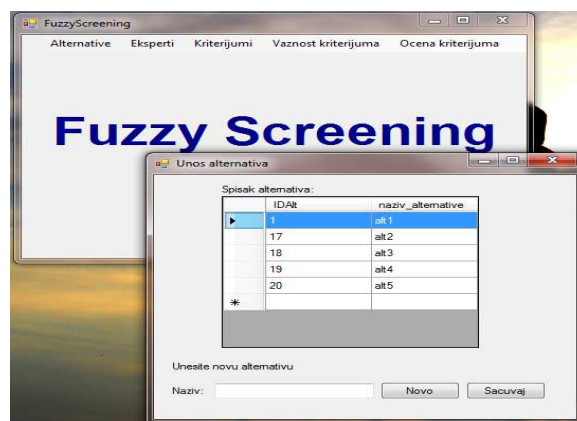 FuzzyScreening
Alternative Eksperti Kriterijumi Vaznost kriterijuma Ocena kriterijuma
Fuzzy Screening
Unos alternativa
Spisak alternativa:
IDAlt naziv_alternative
1 alt1
17 alt2
18 alt3
19 alt4
20 alt5
Unesite novu alternativu
Naziv: Novo Sacuvaj